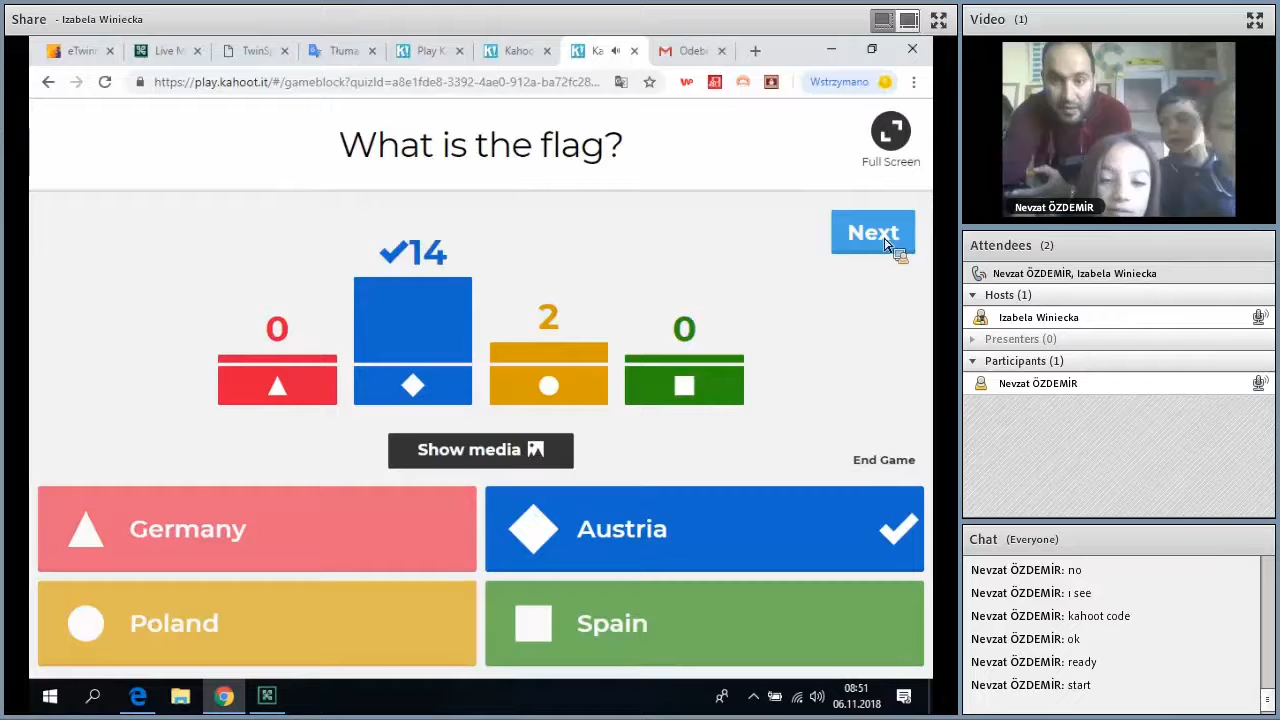 Share - Izabela Winiecka
eTwin
Live M
TwinSp
Tłuma
Play K
Kahoo
Ka
Odeb
https://play.kahoot.it/#/gameblock?quizId=a8e1fde8-3392-4ae0-912a-ba72fc28...
Wstrzymano
What is the flag?
Full Screen
Next
0
14
2
0
Show media
End Game
Germany
Austria
Poland
Spain
08:51
06.11.2018
Video (1)
Nevzat ÖZDEMİR
Attendees (2)
Nevzat ÖZDEMİR, Izabela Winiecka
Hosts (1)
Izabela Winiecka
Presenters (0)
Participants (1)
Nevzat ÖZDEMİR
Chat (Everyone)
Nevzat ÖZDEMİR: no
Nevzat ÖZDEMİR: ı see
Nevzat ÖZDEMİR: kahoot code
Nevzat ÖZDEMİR: ok
Nevzat ÖZDEMİR: ready
Nevzat ÖZDEMİR: start